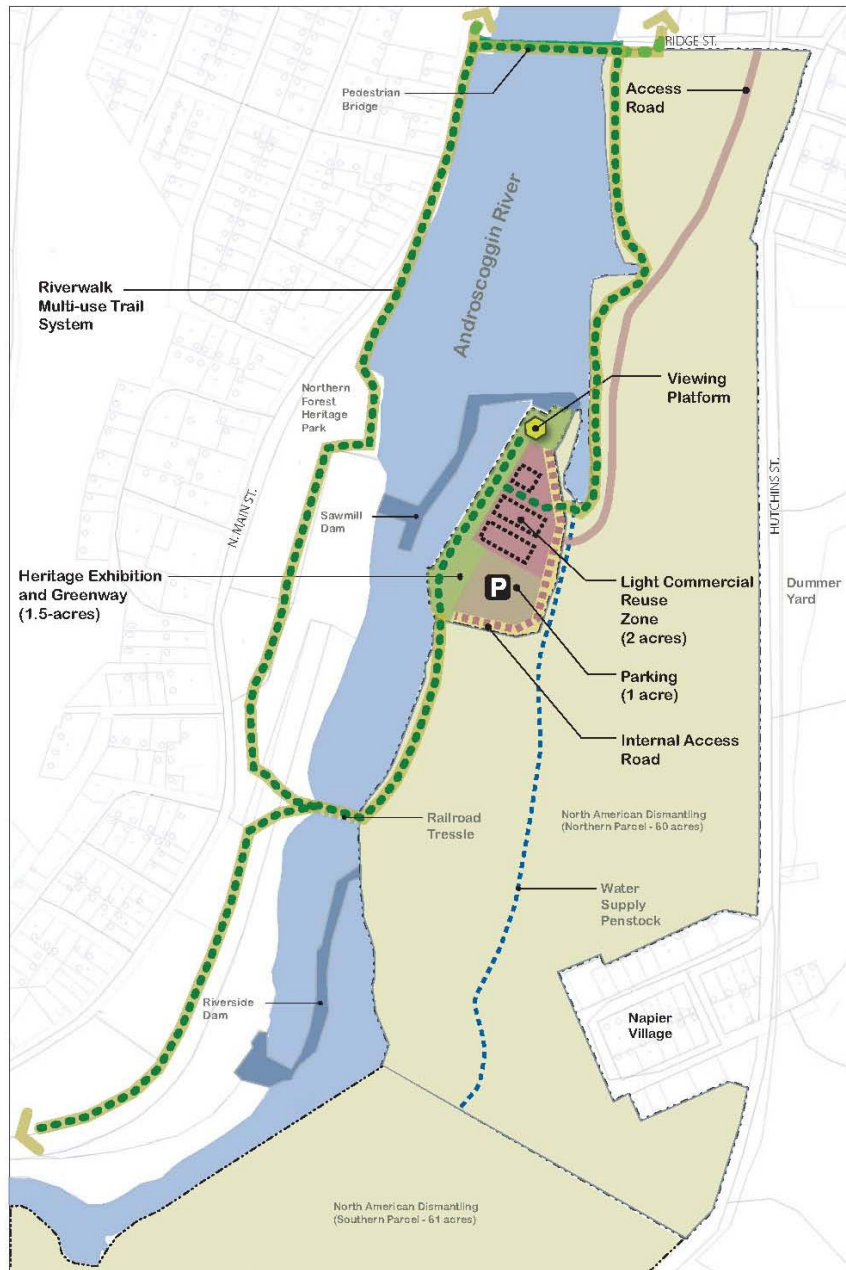 RIDGE ST.
Pedestrian
Bridge
Access
Road
Androscoggin River
Riverwalk
Multi-use Trail
System
Northern
Forest
Heritage
Park
Viewing
Platform
N. MAIN ST.
HUTCHINS ST.
Sawmill
Dam
Heritage Exhibition
and Greenway
(1.5-acres)
P
Light Commercial
Reuse
Zone
(2 acres)
Dummer
Yard
Parking
(1 acre)
Internal Access
Road
Railroad
Tressle
North American Dismantling
(Northern Parcel - 60 acres)
Water
Supply
Penstock
Riverside
Dam
Napier
Village
North American Dismantling
(Southern Parcel - 61 acres)